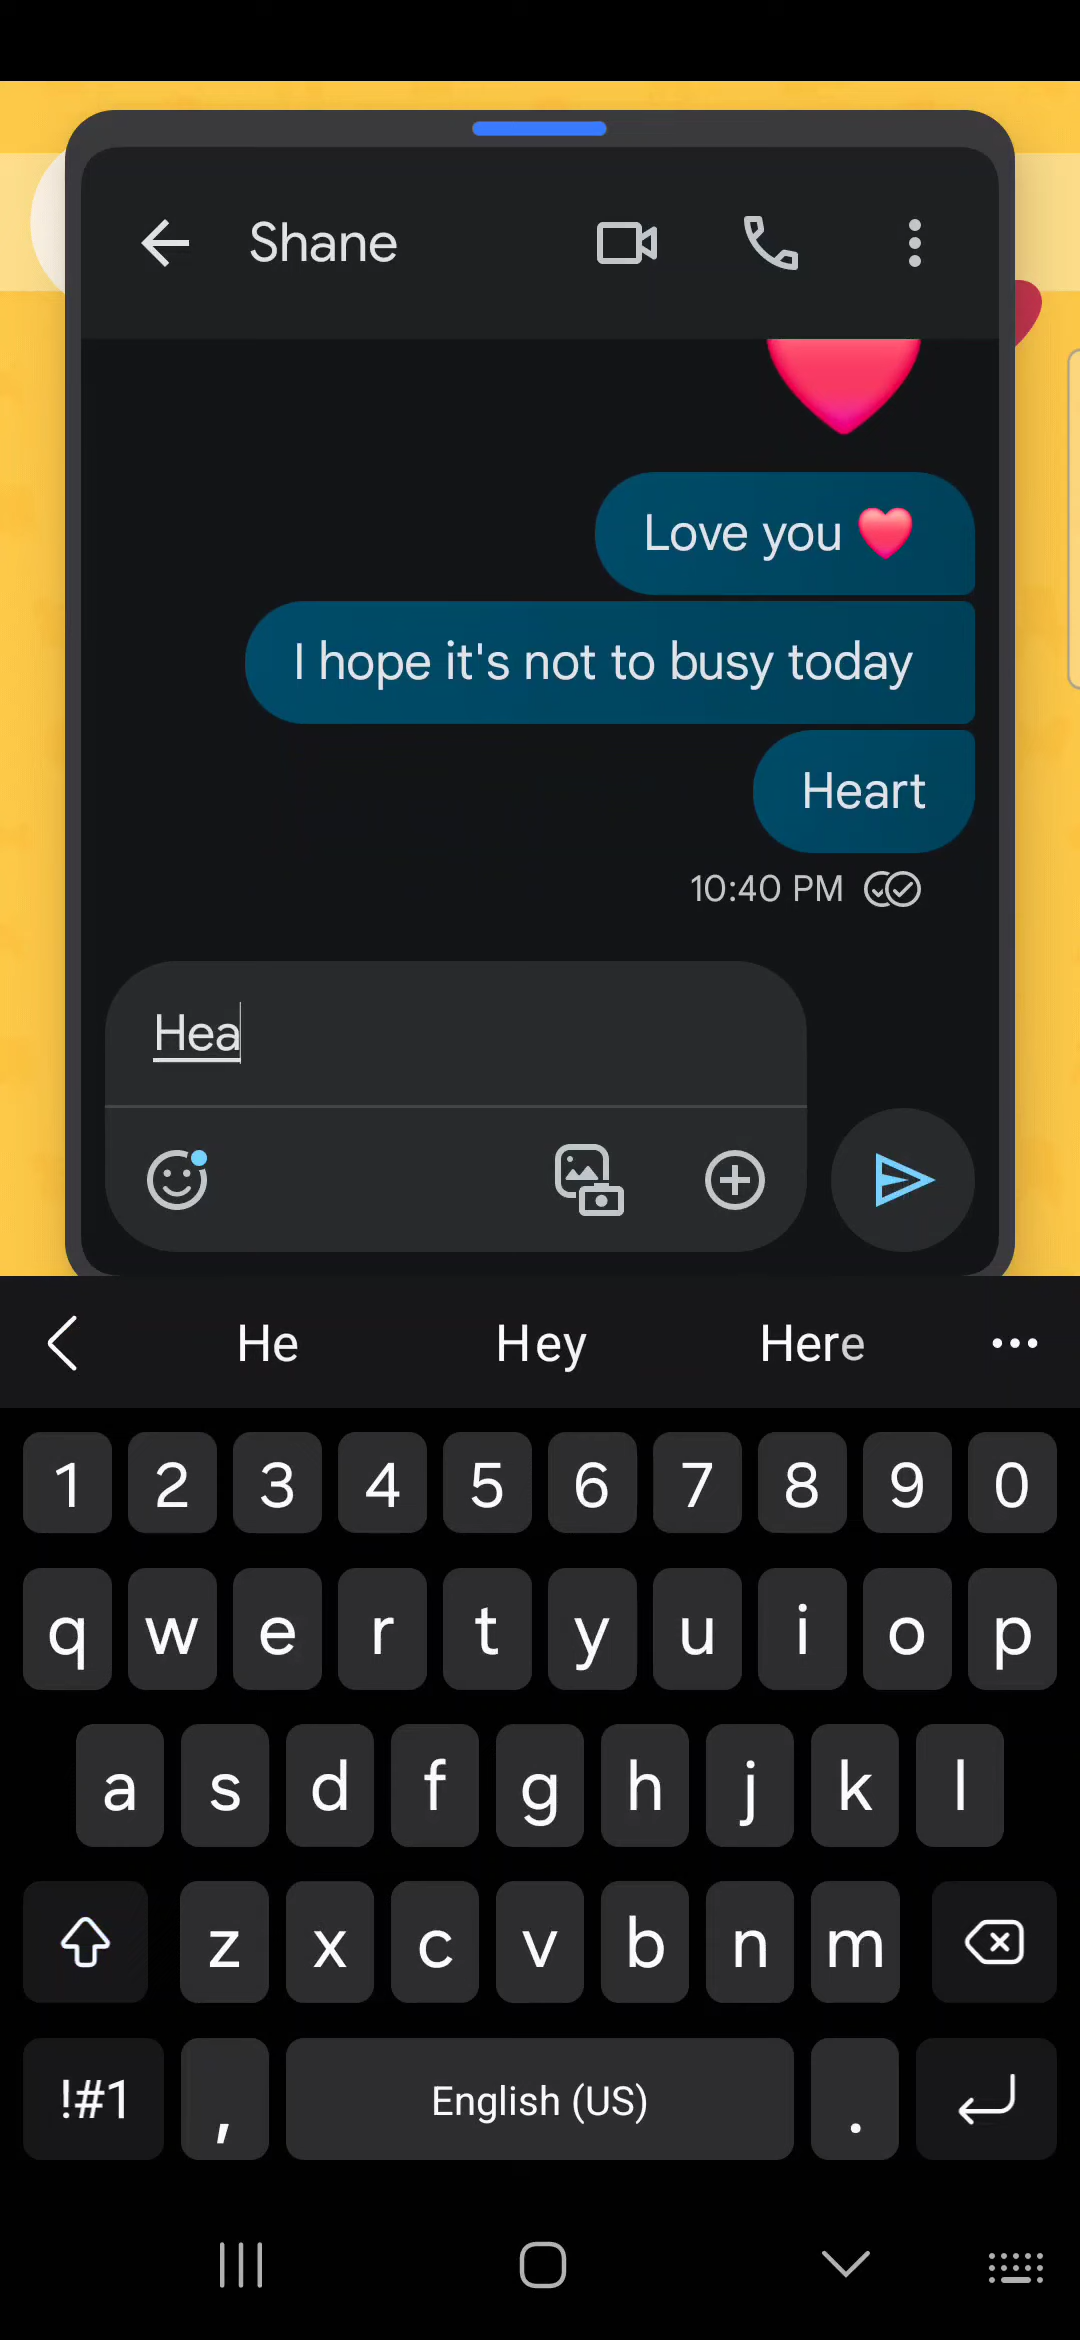 Shane
Love you ❤️
I hope it's not to busy today
Heart
10:40 PM
Hea
He Hey Here
1 2 3 4 5 6 7 8 9 0
q w e r t y u i o p
a s d f g h j k l
z x c v b n m
!#1 , English (US) .